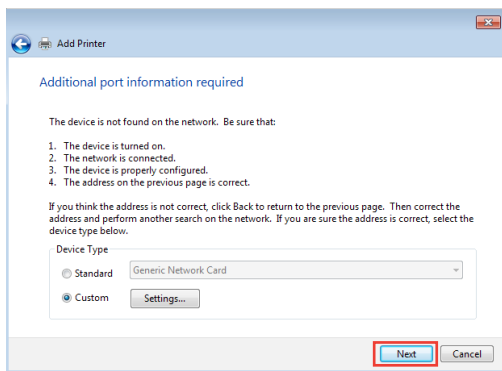 Add Printer
Additional port information required
The device is not found on the network. Be sure that:
1. The device is turned on.
2. The network is connected.
3. The device is properly configured.
4. The address on the previous page is correct.
If you think the address is not correct, click Back to return to the previous page. Then correct the
address and perform another search on the network. If you are sure the address is correct, select the
device type below.
Device Type
Standard Generic Network Card
Custom Settings...
Next Cancel